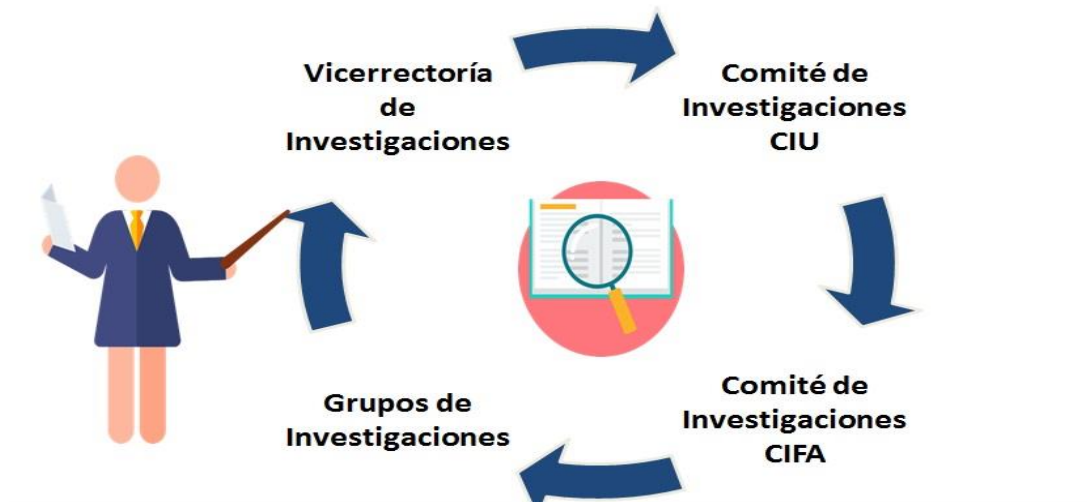 Vicerrectoría
de
Investigaciones
Comité de
Investigaciones
CIU
Comité de
Investigaciones
CIFA
Grupos de
Investigaciones